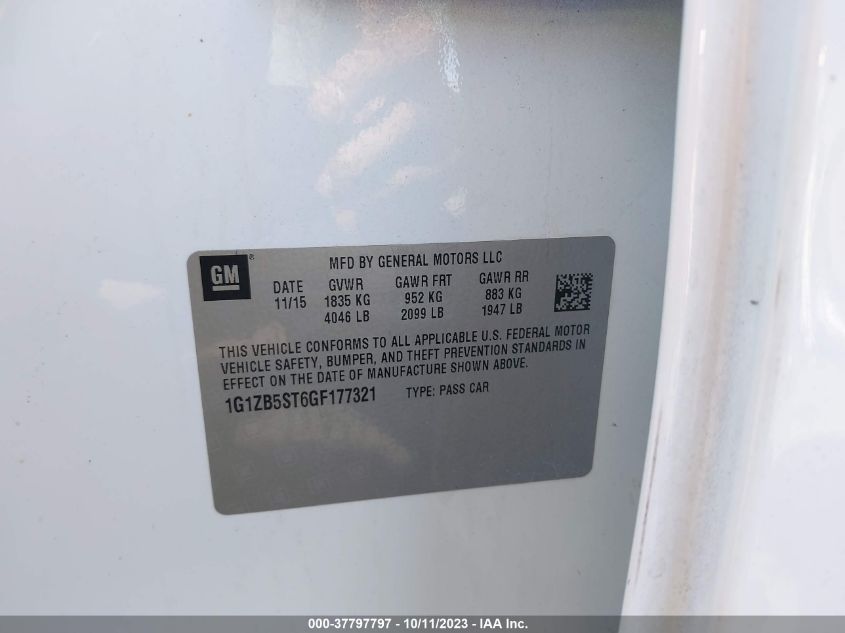 GM®
MFD BY GENERAL MOTORS LLC
DATE GVWR GAWR FRT GAWR RR
11/15 1835 KG 952 KG 883 KG
4046 LB 2099 LB 1947 LB
THIS VEHICLE CONFORMS TO ALL APPLICABLE U.S. FEDERAL MOTOR
VEHICLE SAFETY, BUMPER, AND THEFT PREVENTION STANDARDS IN
EFFECT ON THE DATE OF MANUFACTURE SHOWN ABOVE.
1G1ZB5ST6GF177321 TYPE: PASS CAR
000-37797797 - 10/11/2023 - IAA Inc.